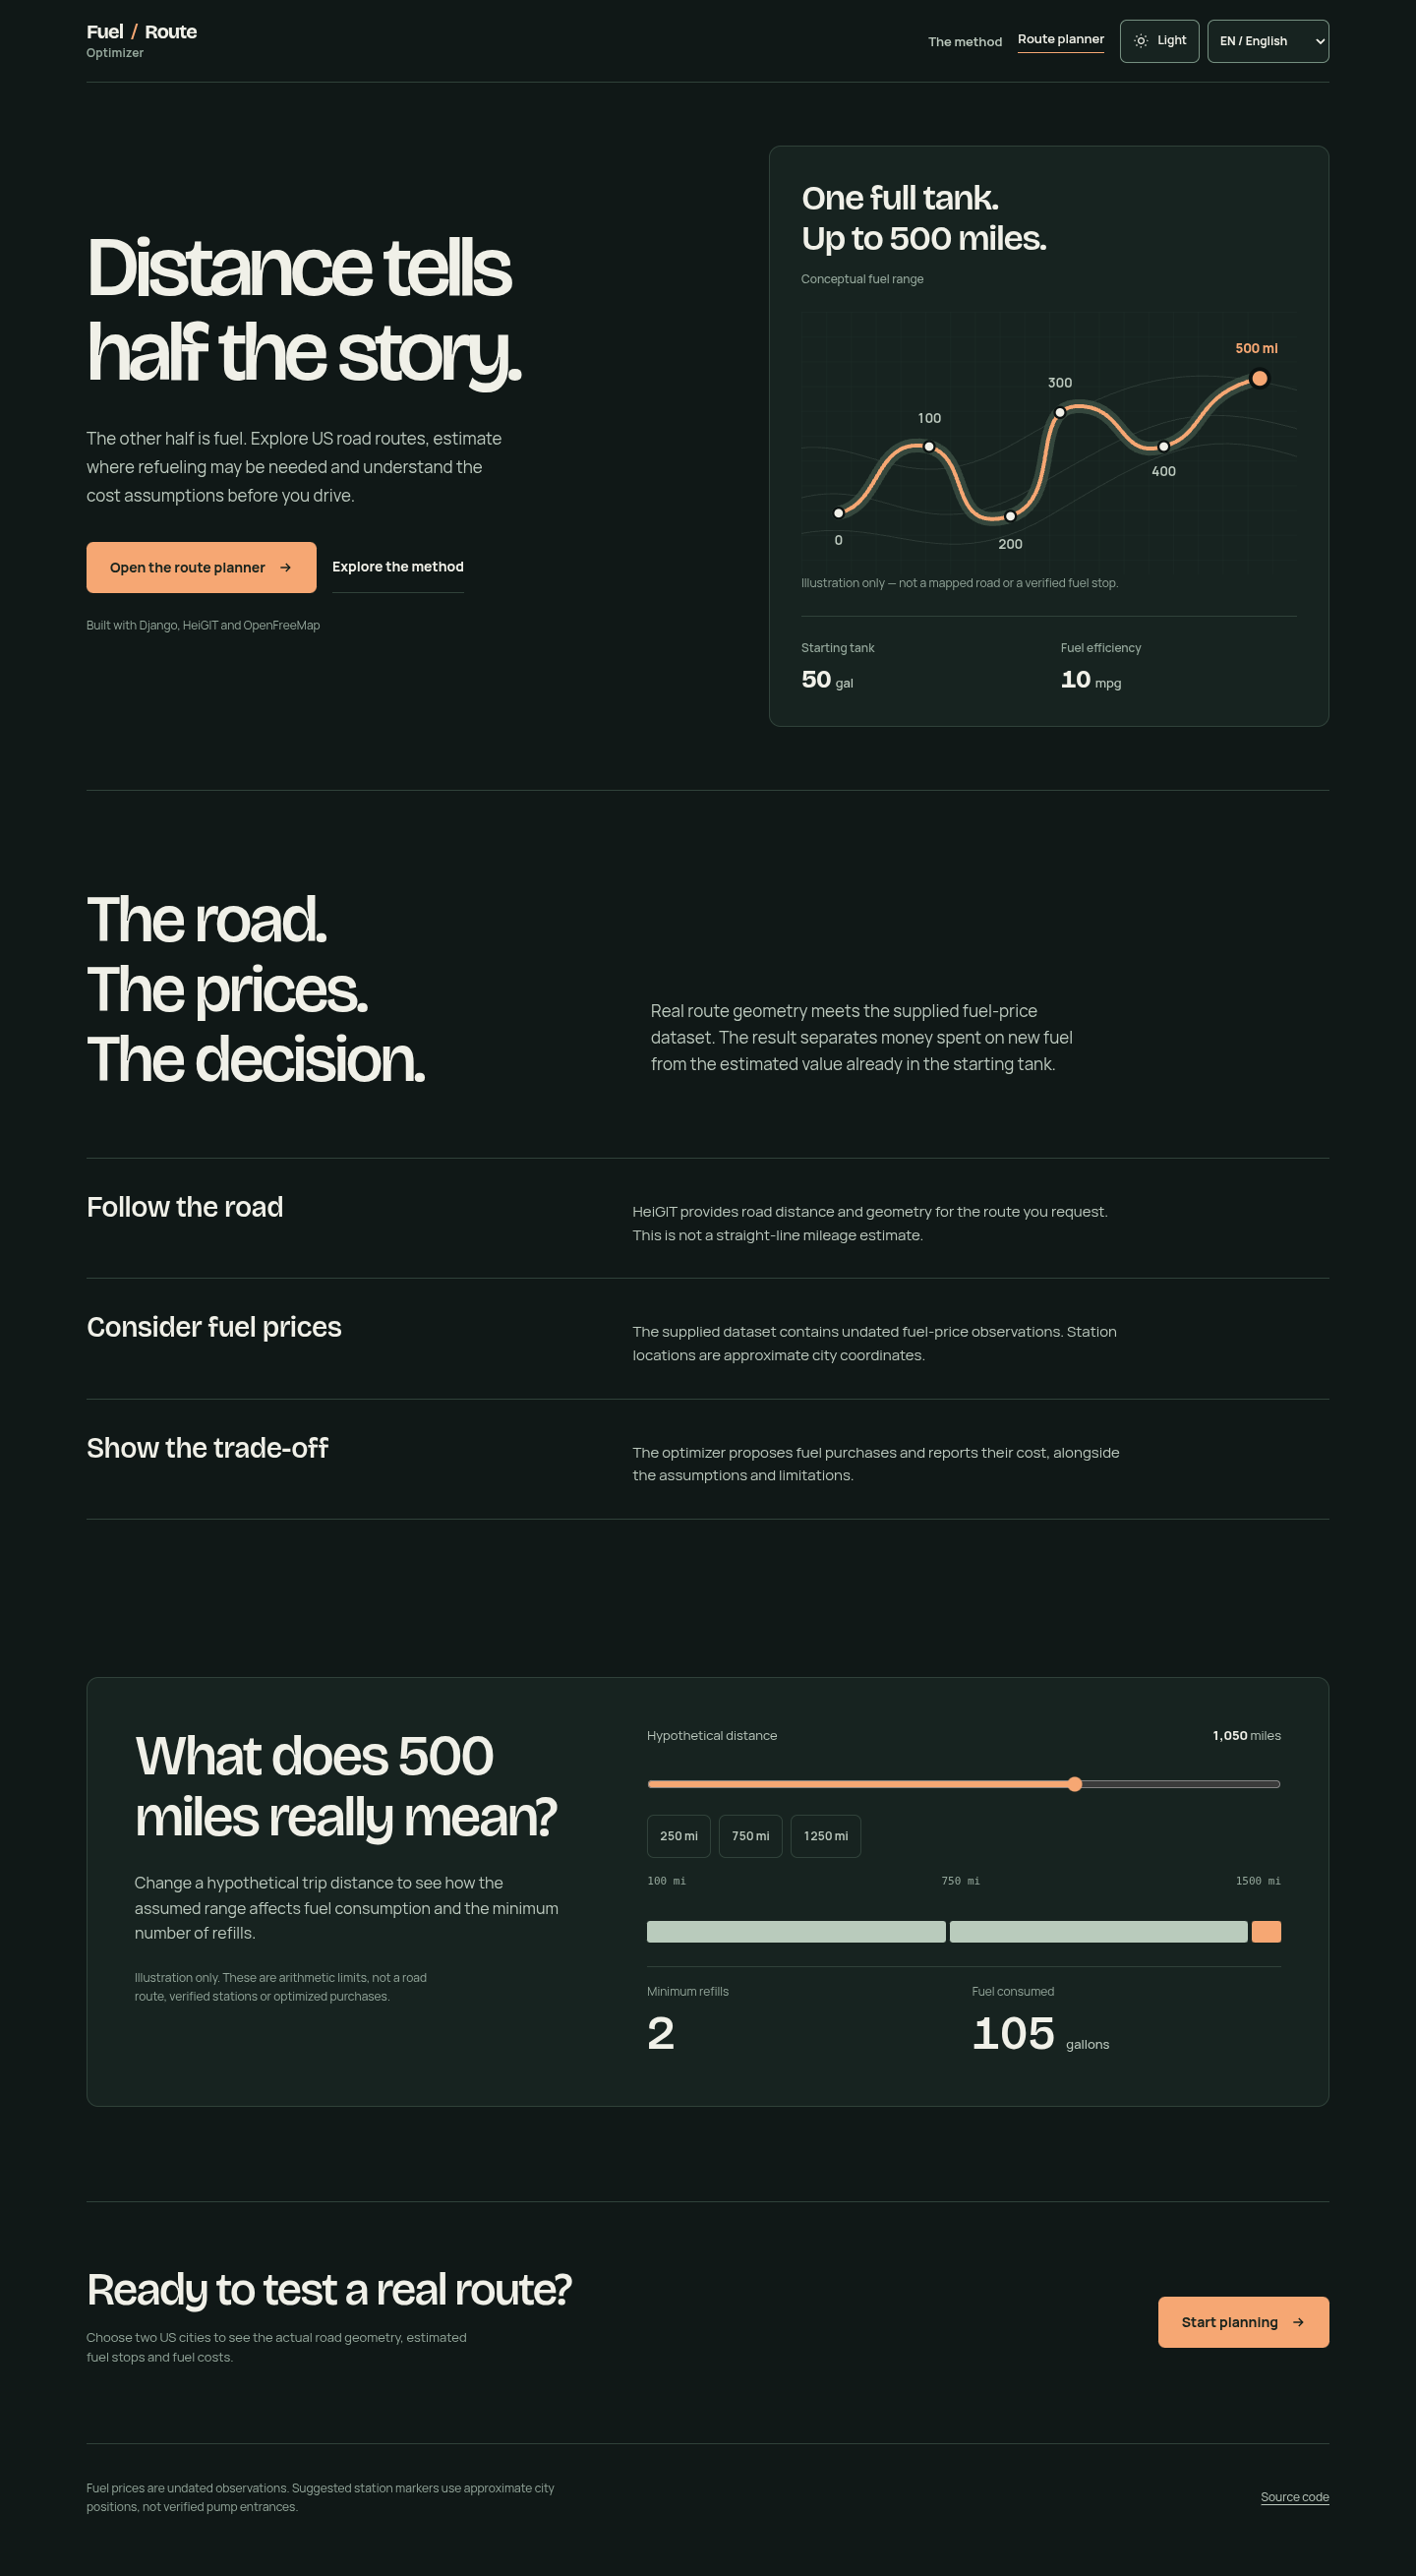 Fuel / Route
Optimizer
The method
Route planner
Light
EN / English
Distance tells
half the story.
The other half is fuel. Explore US road routes, estimate
where refueling may be needed and understand the
cost assumptions before you drive.
Open the route planner →
Explore the method
Built with Django, HeiGIT and OpenFreeMap
One full tank.
Up to 500 miles.
Conceptual fuel range
500 mi
300
100
400
0
200
Illustration only — not a mapped road or a verified fuel stop.
Starting tank
50 gal
Fuel efficiency
10 mpg
The road.
The prices.
The decision.
Real route geometry meets the supplied fuel-price
dataset. The result separates money spent on new fuel
from the estimated value already in the starting tank.
Follow the road
HeiGIT provides road distance and geometry for the route you request.
This is not a straight-line mileage estimate.
Consider fuel prices
The supplied dataset contains undated fuel-price observations. Station
locations are approximate city coordinates.
Show the trade-off
The optimizer proposes fuel purchases and reports their cost, alongside
the assumptions and limitations.
What does 500
miles really mean?
Change a hypothetical trip distance to see how the
assumed range affects fuel consumption and the minimum
number of refills.
Illustration only. These are arithmetic limits, not a road
route, verified stations or optimized purchases.
Hypothetical distance
1,050 miles
250 mi
750 mi
1250 mi
100 mi
750 mi
1500 mi
Minimum refills
2
Fuel consumed
105 gallons
Ready to test a real route?
Choose two US cities to see the actual road geometry, estimated
fuel stops and fuel costs.
Start planning →
Fuel prices are undated observations. Suggested station markers use approximate city
positions, not verified pump entrances.
Source code